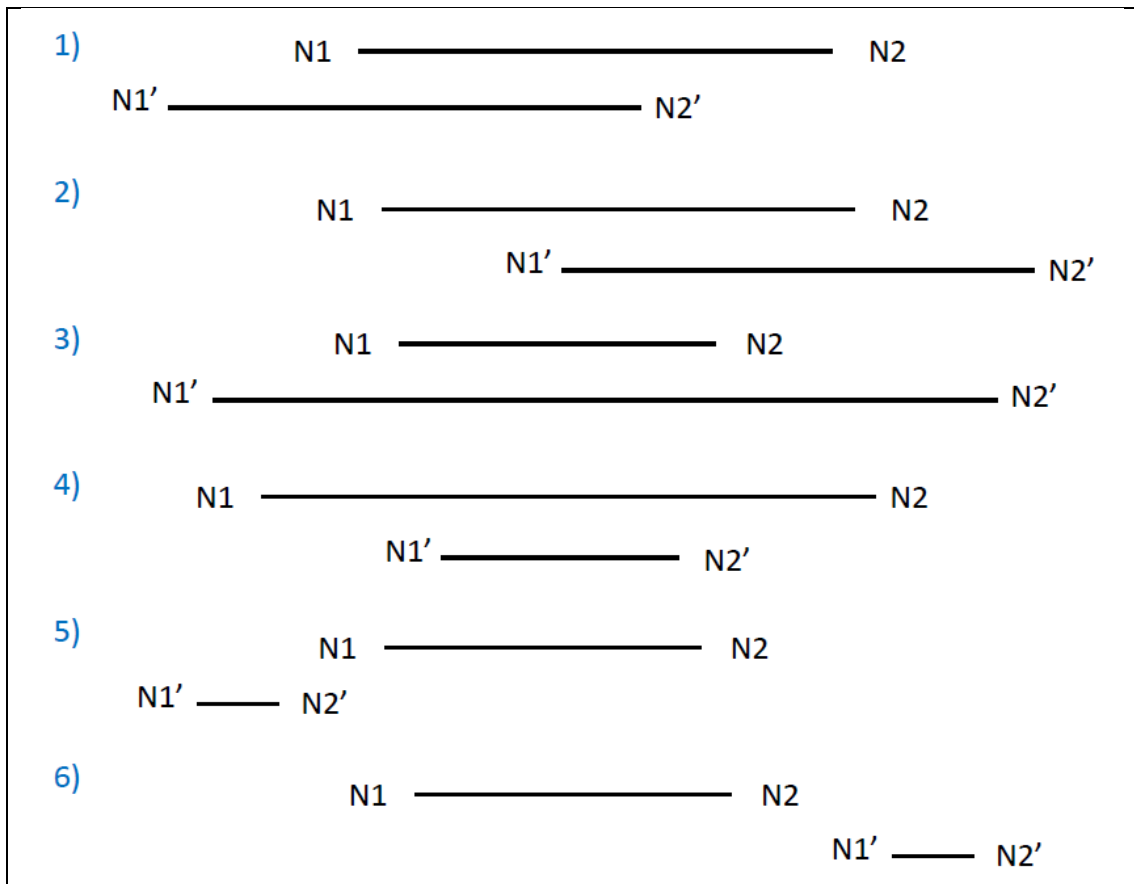 1) N1 N2
N1’ N2’
2) N1 N2
N1’ N2’
3) N1 N2
N1’ N2’
4) N1 N2
N1’ N2’
5) N1 N2
N1’ N2’
6) N1 N2
N1’ N2’